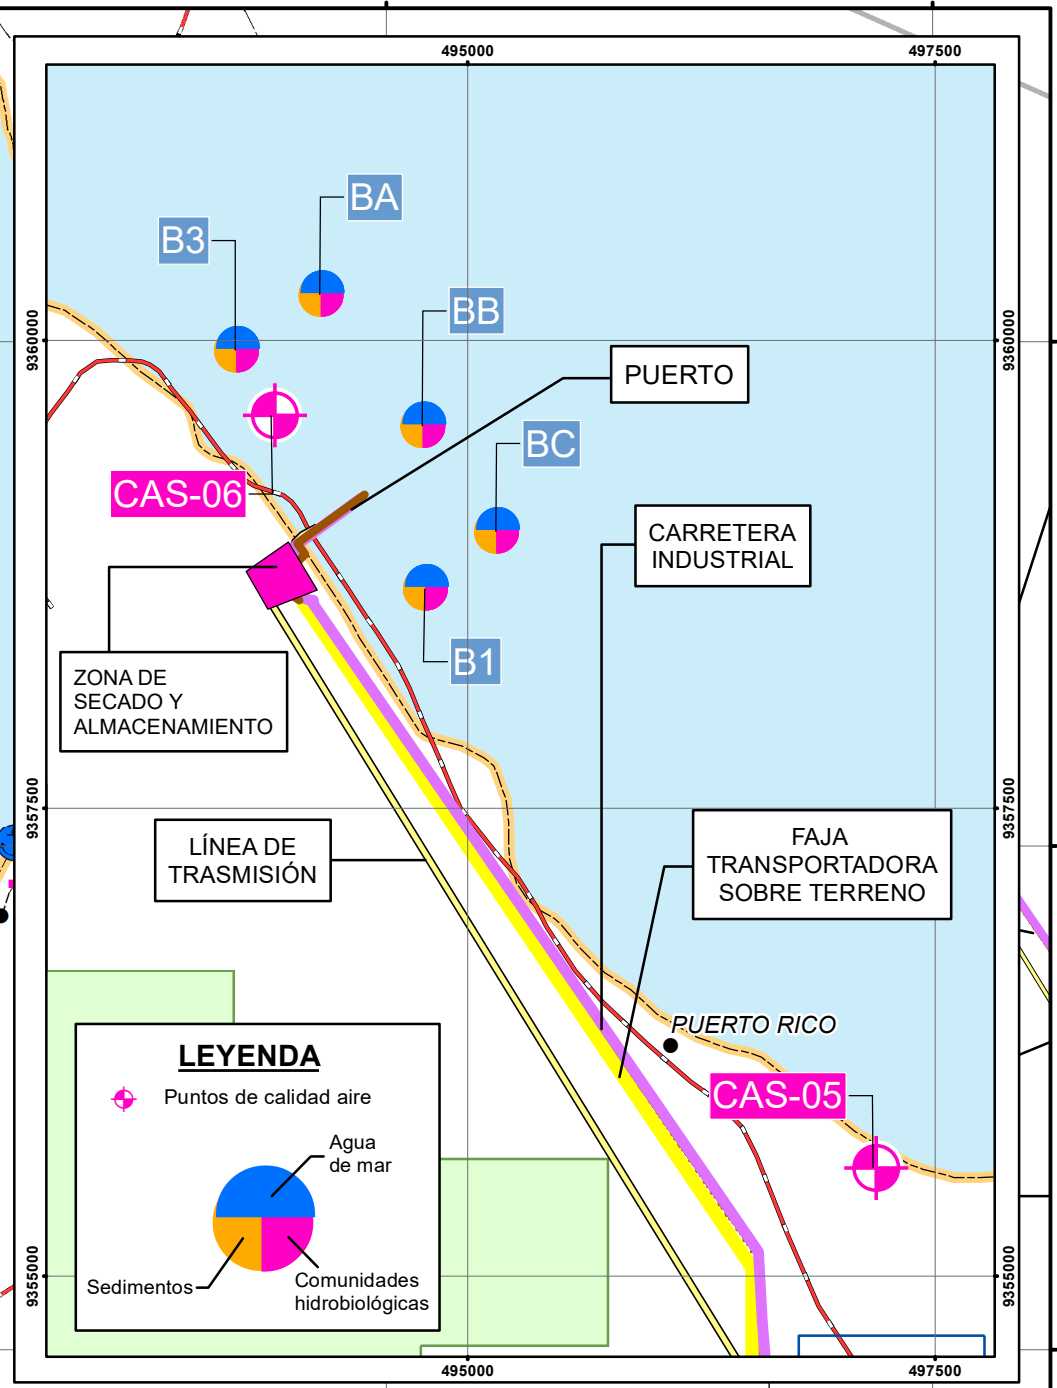 495000
497500
BA
B3
BB
9360000
9360000
PUERTO
BC
CAS-06
CARRETERA
INDUSTRIAL
B1
ZONA DE
SECADO Y
ALMACENAMIENTO
9357500
9357500
LÍNEA DE
TRASMISIÓN
FAJA
TRANSPORTADORA
SOBRE TERRENO
PUERTO RICO
CAS-05
LEYENDA
Puntos de calidad aire
Agua
de mar
Sedimentos
Comunidades
hidrobiológicas
9355000
9355000
495000
497500